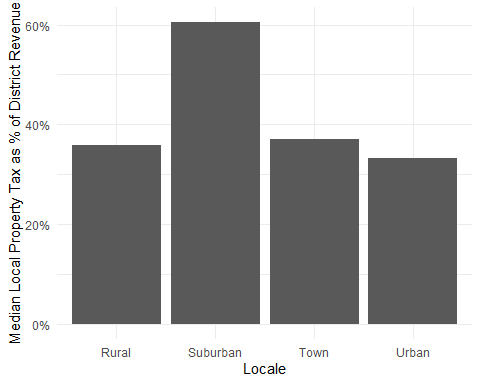 Median Local Property Tax as % of District Revenue
60%
40%
20%
0%
Rural Suburban Town Urban
Locale